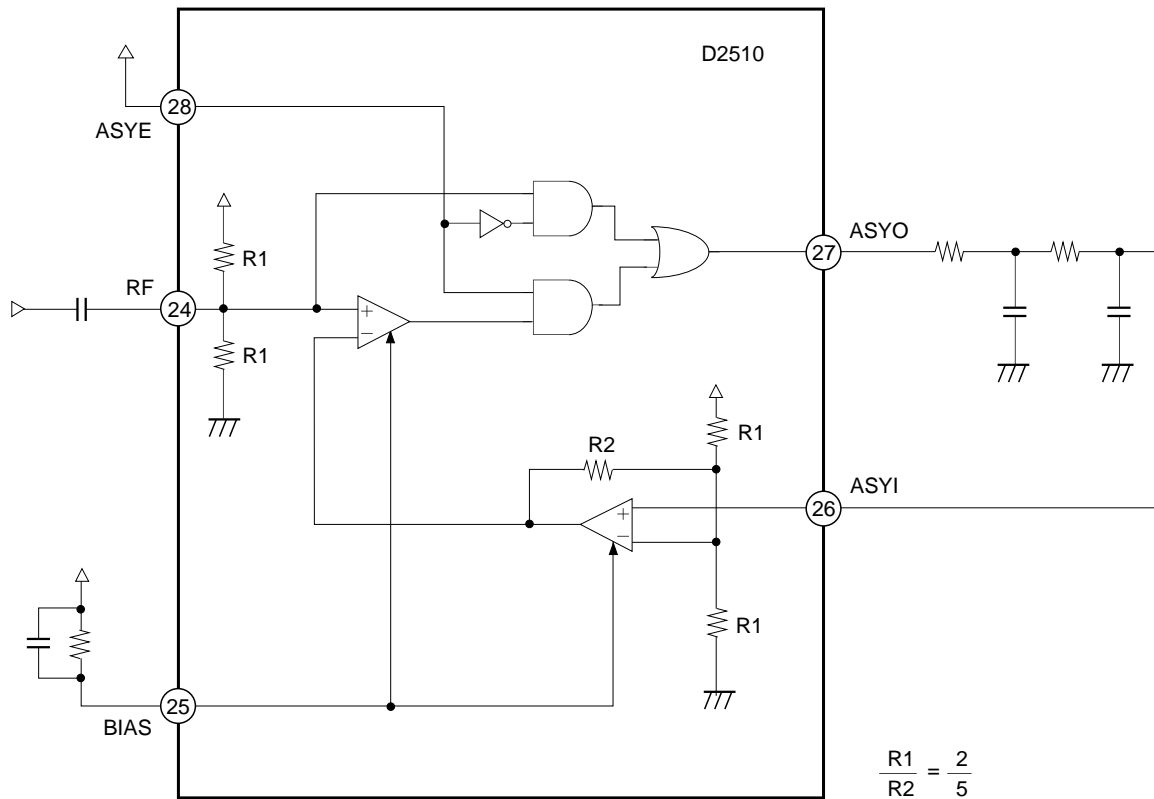 D2510
28
ASYE
R1
27
ASYO
RF
24
+
−
R1
R1
R2
ASYI
26
+
−
R1
25
BIAS
R1 = 2
R2 5